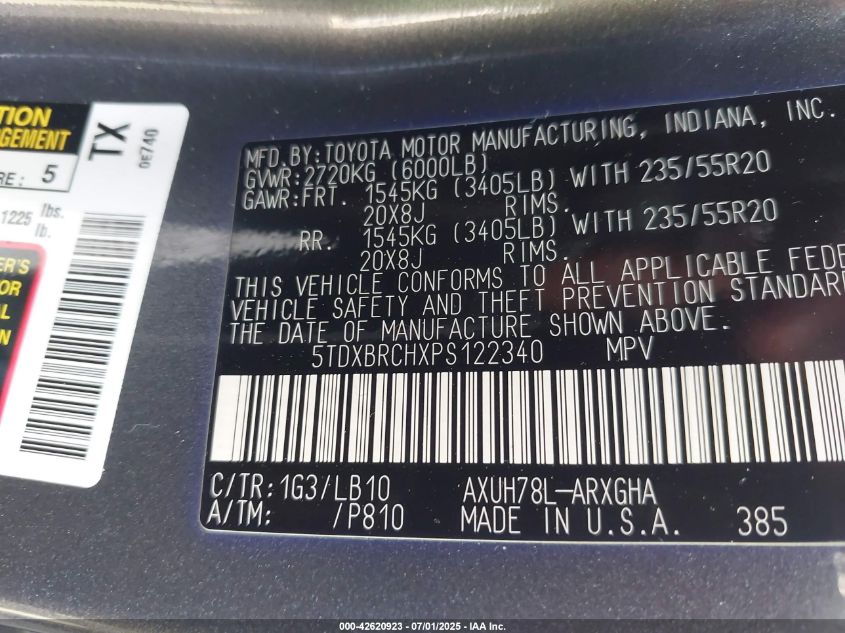 TION
GEMENT
RE: 5
TX
0E740
1225 lbs.
lb.
ER'S
OR
AL
N
MFD. BY: TOYOTA MOTOR MANUFACTURING, INDIANA, INC.
GVWR: 2720KG (6000LB)
GAWR: FRT. 1545KG (3405LB) WITH 235/55R20
20X8J RIMS.
RR. 1545KG (3405LB) WITH 235/55R20
20X8J RIMS.
THIS VEHICLE CONFORMS TO ALL APPLICABLE FEDE
VEHICLE SAFETY AND THEFT PREVENTION STANDARD
THE DATE OF MANUFACTURE SHOWN ABOVE.
5TDXBRCHXPS122340 MPV
C/TR: 1G3/LB10 AXUH78L-ARXGHA
A/TM: /P810 MADE IN U.S.A. 385
000-42620923 - 07/01/2025 - IAA Inc.